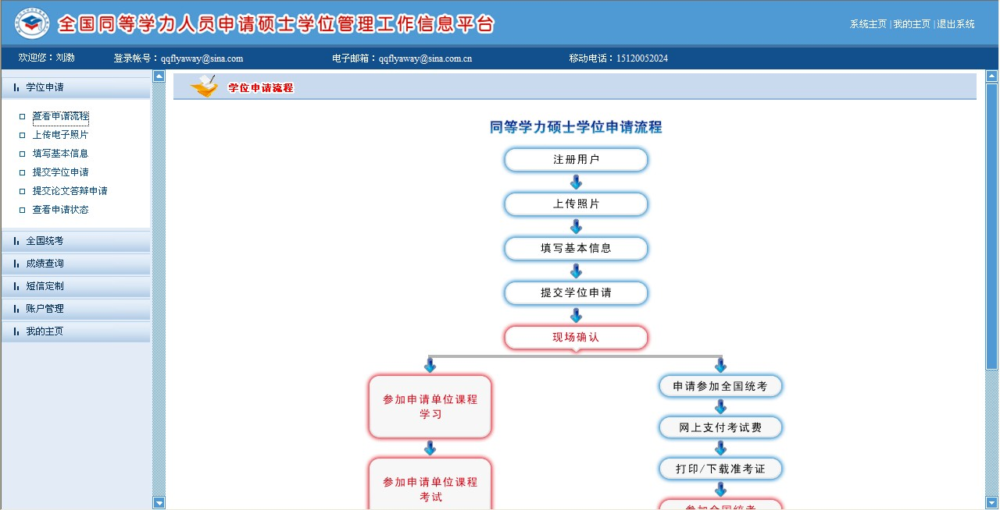 全国同等学力人员申请硕士学位管理工作信息平台
系统主页 | 我的主页 | 退出系统
欢迎您：刘渤 登录帐号：qqflyaway@sina.com 电子邮箱：qqflyaway@sina.com.cn 移动电话：15120052024
学位申请
查看申请流程
上传电子照片
填写基本信息
提交学位申请
提交论文答辩申请
查看申请状态
全国统考
成绩查询
短信定制
账户管理
我的主页
学位申请流程
同等学力硕士学位申请流程
注册用户
上传照片
填写基本信息
提交学位申请
现场确认
参加申请单位课程
学习
参加申请单位课程
考试
申请参加全国统考
网上支付考试费
打印/下载准考证
参加全国统考